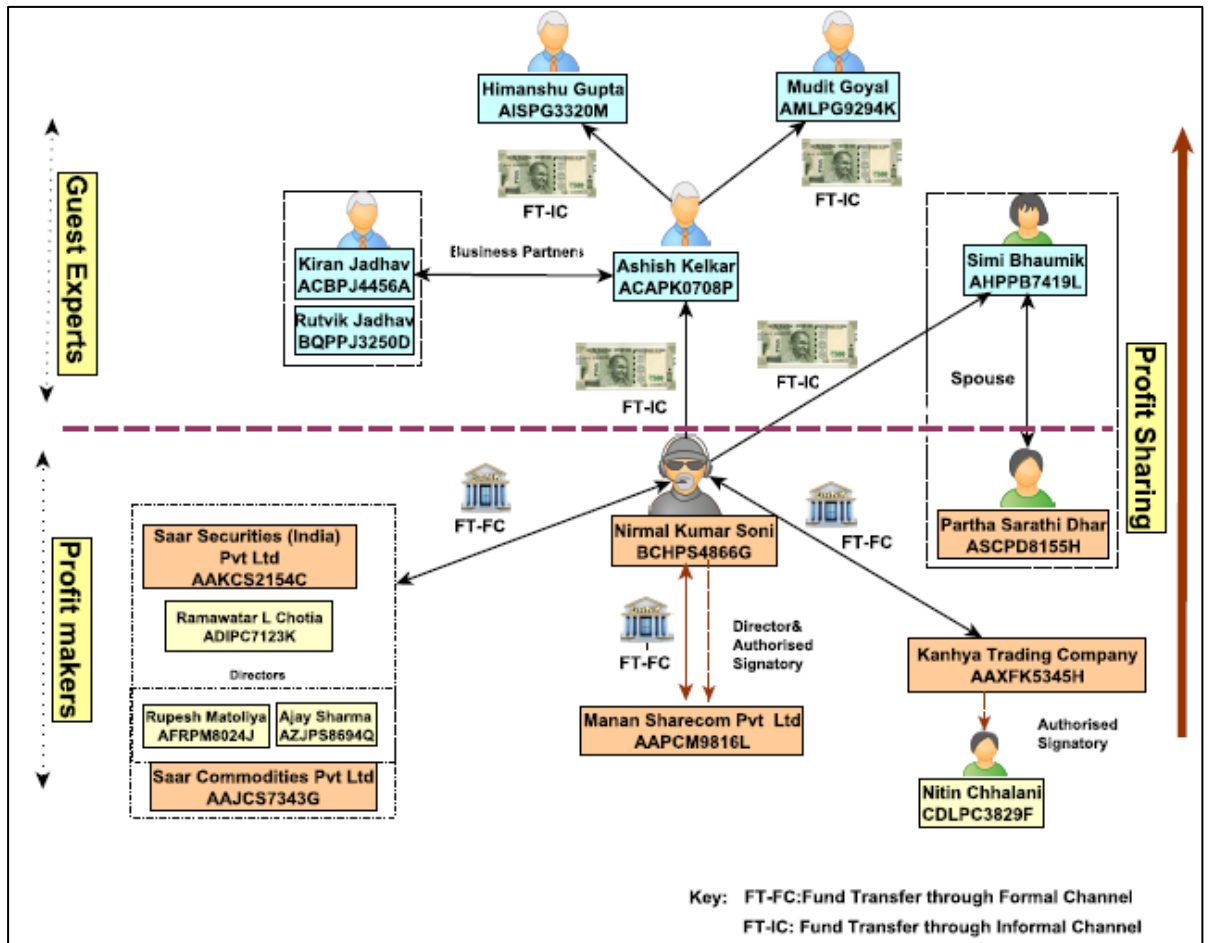 Himanshu Gupta
AISPG3320M
Mudit Goyal
AMLPG9294K
FT-IC
FT-IC
Guest Experts
Kiran Jadhav
ACBPJ4456A
Rutvik Jadhav
BQPPJ3250D
Business Partners
Ashish Kelkar
ACAPK0708P
Simi Bhaumik
AHPPB7419L
FT-IC
FT-IC
Spouse
Profit Sharing
Profit makers
FT-FC
Nirmal Kumar Soni
BCHPS4866G
FT-FC
Partha Sarathi Dhar
ASCPD8155H
Saar Securities (India)
Pvt Ltd
AAKCS2154C
Ramawatar L Chotia
ADIPC7123K
Directors
Rupesh Matoliya
AFRPM8024J
Ajay Sharma
AZJPS8694Q
Saar Commodities Pvt Ltd
AAJCS7343G
FT-FC
Director&
Authorised
Signatory
Manan Sharecom Pvt Ltd
AAPCM9816L
Kanhya Trading Company
AAXFK5345H
Authorised
Signatory
Nitin Chhalani
CDLPC3829F
Key: FT-FC:Fund Transfer through Formal Channel
FT-IC: Fund Transfer through Informal Channel